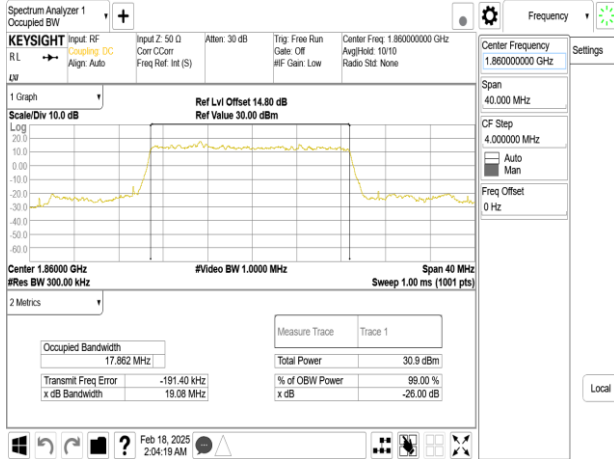 Spectrum Analyzer 1
Occupied BW
Frequency
KEYSIGHT
RL
Input: RF
Coupling: DC
Align: Auto
Input Z: 50 Ω
Corr CCorr
Freq Ref: Int (S)
Atten: 30 dB
Trig: Free Run
Gate: Off
#IF Gain: Low
Center Freq: 1.860000000 GHz
Avg|Hold: 10/10
Radio Std: None
Center Frequency
1.860000000 GHz
Settings
Span
40.000 MHz
CF Step
4.000000 MHz
Auto
Man
Freq Offset
0 Hz
1 Graph
Scale/Div 10.0 dB
Ref Lvl Offset 14.80 dB
Ref Value 30.00 dBm
Log
20.0
10.0
0.00
-10.0
-20.0
-30.0
-40.0
-50.0
-60.0
Center 1.86000 GHz
#Res BW 300.00 kHz
#Video BW 1.0000 MHz
Span 40 MHz
Sweep 1.00 ms (1001 pts)
2 Metrics
Measure Trace Trace 1
Occupied Bandwidth
17.862 MHz
Total Power 30.9 dBm
Transmit Freq Error -191.40 kHz
% of OBW Power 99.00 %
x dB Bandwidth 19.08 MHz
x dB -26.00 dB
Local
Feb 18, 2025
2:04:19 AM